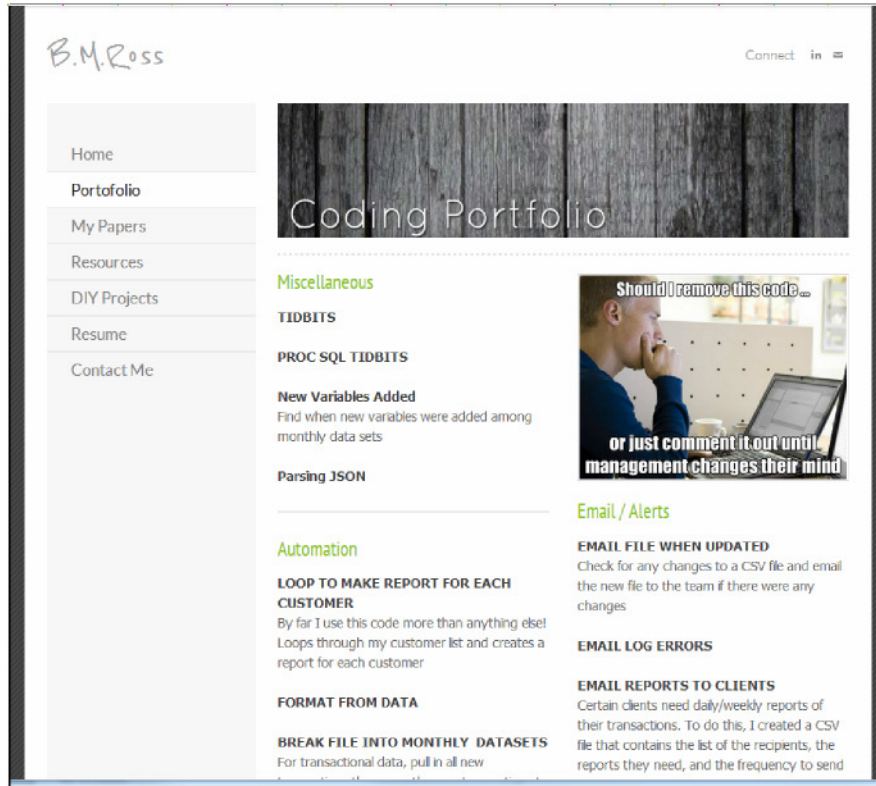 B.M.Ross
Connect in
Home
Portofolio
My Papers
Resources
DIY Projects
Resume
Contact Me
Coding Portfolio
Miscellaneous
TIDBITS
PROC SQL TIDBITS
New Variables Added
Find when new variables were added among
monthly data sets
Parsing JSON
Automation
LOOP TO MAKE REPORT FOR EACH
CUSTOMER
By far I use this code more than anything else!
Loops through my customer list and creates a
report for each customer
FORMAT FROM DATA
BREAK FILE INTO MONTHLY DATASETS
For transactional data, pull in all new
Should I remove this code...
or just comment it out until
management changes their mind
Email / Alerts
EMAIL FILE WHEN UPDATED
Check for any changes to a CSV file and email
the new file to the team if there were any
changes
EMAIL LOG ERRORS
EMAIL REPORTS TO CLIENTS
Certain clients need daily/weekly reports of
their transactions. To do this, I created a CSV
file that contains the list of the recipients, the
reports they need, and the frequency to send